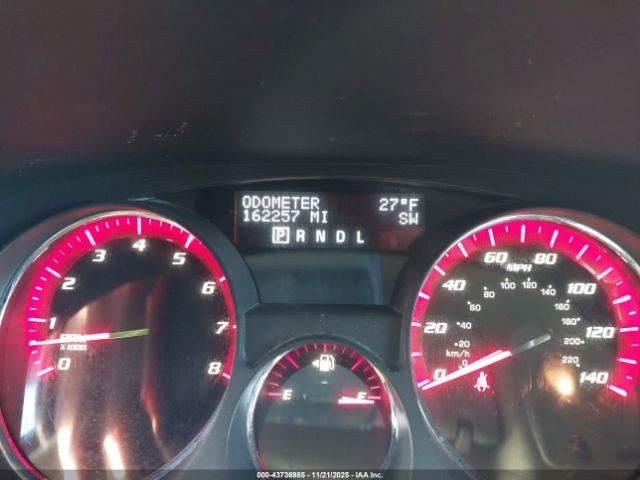 ODOMETER 27°F
162257 MI SW
P R N D L
0 1 2 3 4 5 6 7 8
RPM
X1000
E F
0 20 40 60 80 100 120 140
MPH
0 20 40 60 80 100 120 140 160 180 200 220
km/h
© 000-43736985 - 11/21/2025 - IAA Inc.